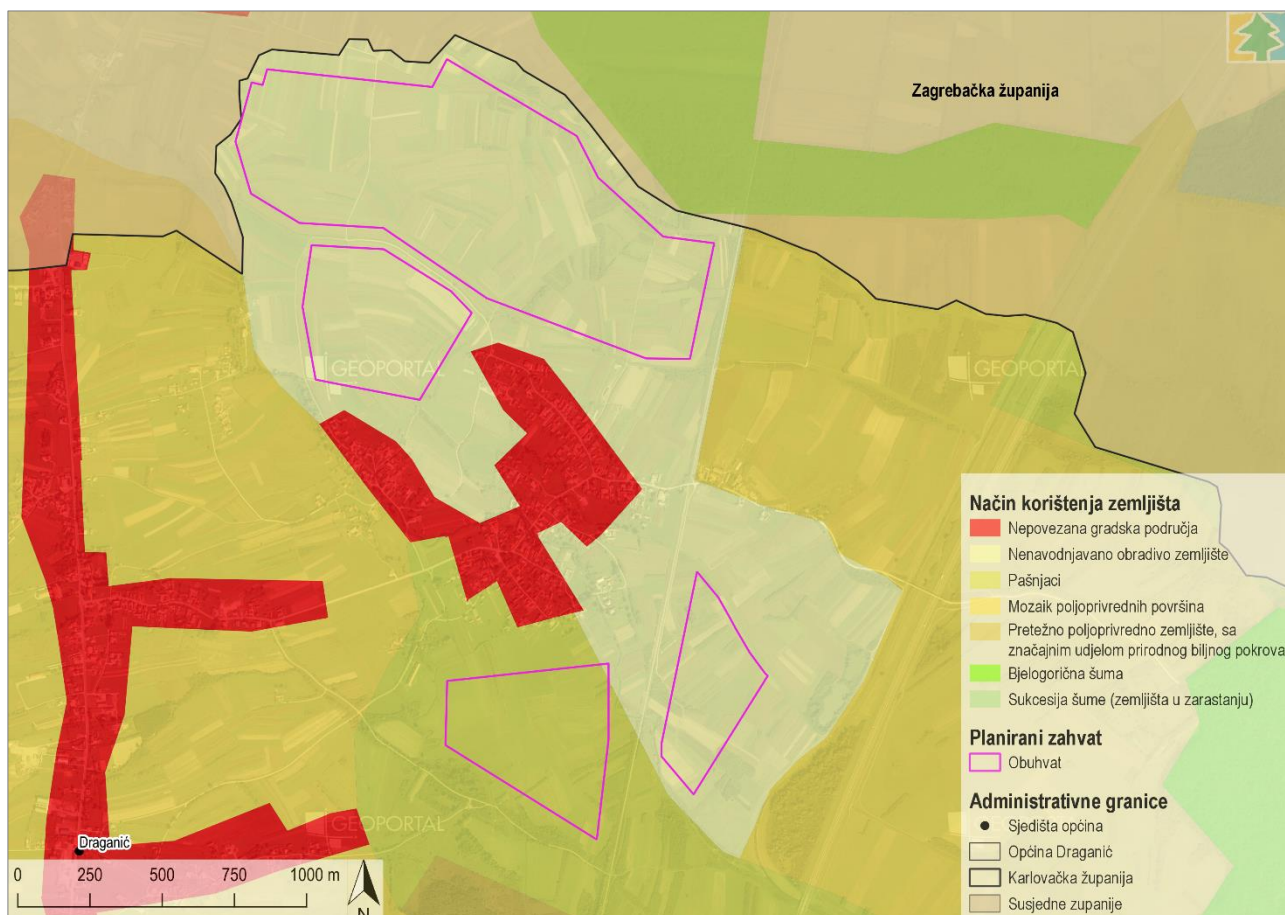 Zagrebačka županija
GEOPORTAL
GEOPORTAL
Način korištenja zemljišta
Nepovezana gradska područja
Nenavodnjavano obradivo zemljište
Pašnjaci
Mozaik poljoprivrednih površina
Pretežno poljoprivredno zemljište, sa
značajnim udjelom prirodnog biljnog pokrova
Bjelogorična šuma
Sukcesija šume (zemljišta u zarastanju)
Planirani zahvat
Obuhvat
Administrativne granice
Sjedišta općina
Općina Draganić
Karlovačka županija
Susjedne zupanije
GEOPORTAL
Draganić
0 250 500 750 1000 m
N